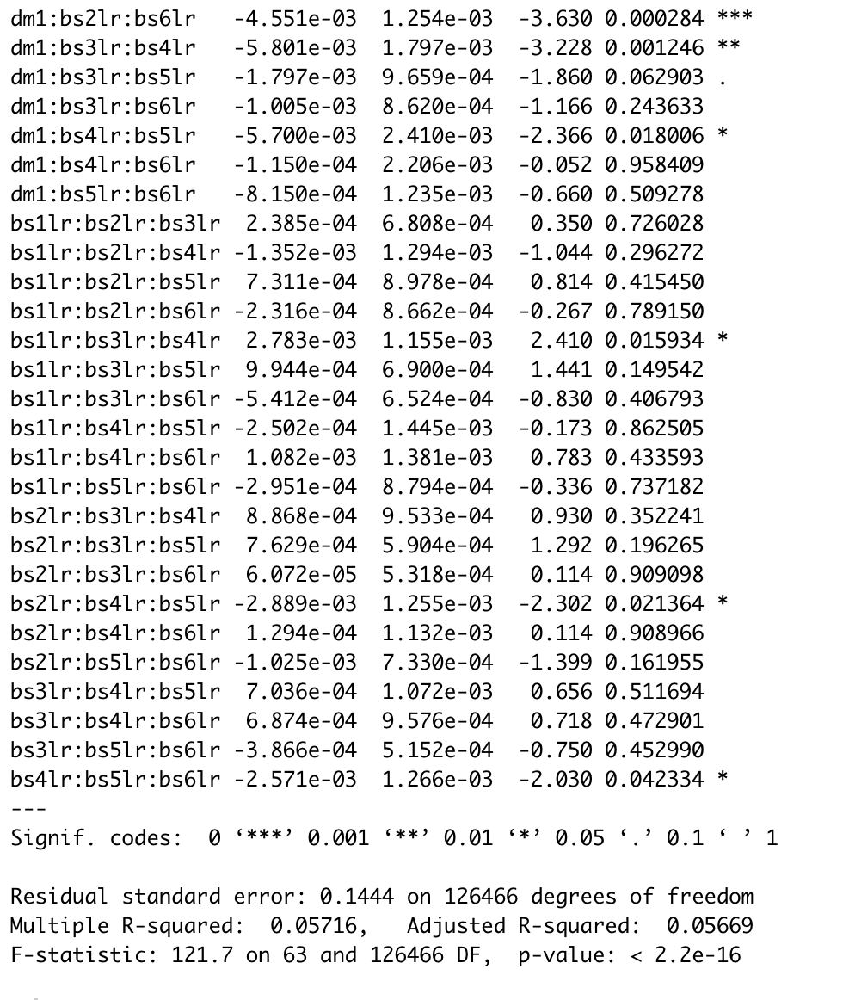 dm1:bs2lr:bs6lr   -4.551e-03  1.254e-03  -3.630 0.000284 ***
dm1:bs3lr:bs4lr   -5.801e-03  1.797e-03  -3.228 0.001246 **
dm1:bs3lr:bs5lr   -1.797e-03  9.659e-04  -1.860 0.062903 .
dm1:bs3lr:bs6lr   -1.005e-03  8.620e-04  -1.166 0.243633
dm1:bs4lr:bs5lr   -5.700e-03  2.410e-03  -2.366 0.018006 *
dm1:bs4lr:bs6lr   -1.150e-04  2.206e-03  -0.052 0.958409
dm1:bs5lr:bs6lr   -8.150e-04  1.235e-03  -0.660 0.509278
bs1lr:bs2lr:bs3lr  2.385e-04  6.808e-04   0.350 0.726028
bs1lr:bs2lr:bs4lr -1.352e-03  1.294e-03  -1.044 0.296272
bs1lr:bs2lr:bs5lr  7.311e-04  8.978e-04   0.814 0.415450
bs1lr:bs2lr:bs6lr -2.316e-04  8.662e-04  -0.267 0.789150
bs1lr:bs3lr:bs4lr  2.783e-03  1.155e-03   2.410 0.015934 *
bs1lr:bs3lr:bs5lr  9.944e-04  6.900e-04   1.441 0.149542
bs1lr:bs3lr:bs6lr -5.412e-04  6.524e-04  -0.830 0.406793
bs1lr:bs4lr:bs5lr -2.502e-04  1.445e-03  -0.173 0.862505
bs1lr:bs4lr:bs6lr  1.082e-03  1.381e-03   0.783 0.433593
bs1lr:bs5lr:bs6lr -2.951e-04  8.794e-04  -0.336 0.737182
bs2lr:bs3lr:bs4lr  8.868e-04  9.533e-04   0.930 0.352241
bs2lr:bs3lr:bs5lr  7.629e-04  5.904e-04   1.292 0.196265
bs2lr:bs3lr:bs6lr  6.072e-05  5.318e-04   0.114 0.909098
bs2lr:bs4lr:bs5lr -2.889e-03  1.255e-03  -2.302 0.021364 *
bs2lr:bs4lr:bs6lr  1.294e-04  1.132e-03   0.114 0.908966
bs2lr:bs5lr:bs6lr -1.025e-03  7.330e-04  -1.399 0.161955
bs3lr:bs4lr:bs5lr  7.036e-04  1.072e-03   0.656 0.511694
bs3lr:bs4lr:bs6lr  6.874e-04  9.576e-04   0.718 0.472901
bs3lr:bs5lr:bs6lr -3.866e-04  5.152e-04  -0.750 0.452990
bs4lr:bs5lr:bs6lr -2.571e-03  1.266e-03  -2.030 0.042334 *
---
Signif. codes:  0 ‘***’ 0.001 ‘**’ 0.01 ‘*’ 0.05 ‘.’ 0.1 ‘ ’ 1

Residual standard error: 0.1444 on 126466 degrees of freedom
Multiple R-squared:  0.05716,   Adjusted R-squared:  0.05669
F-statistic: 121.7 on 63 and 126466 DF,  p-value: < 2.2e-16